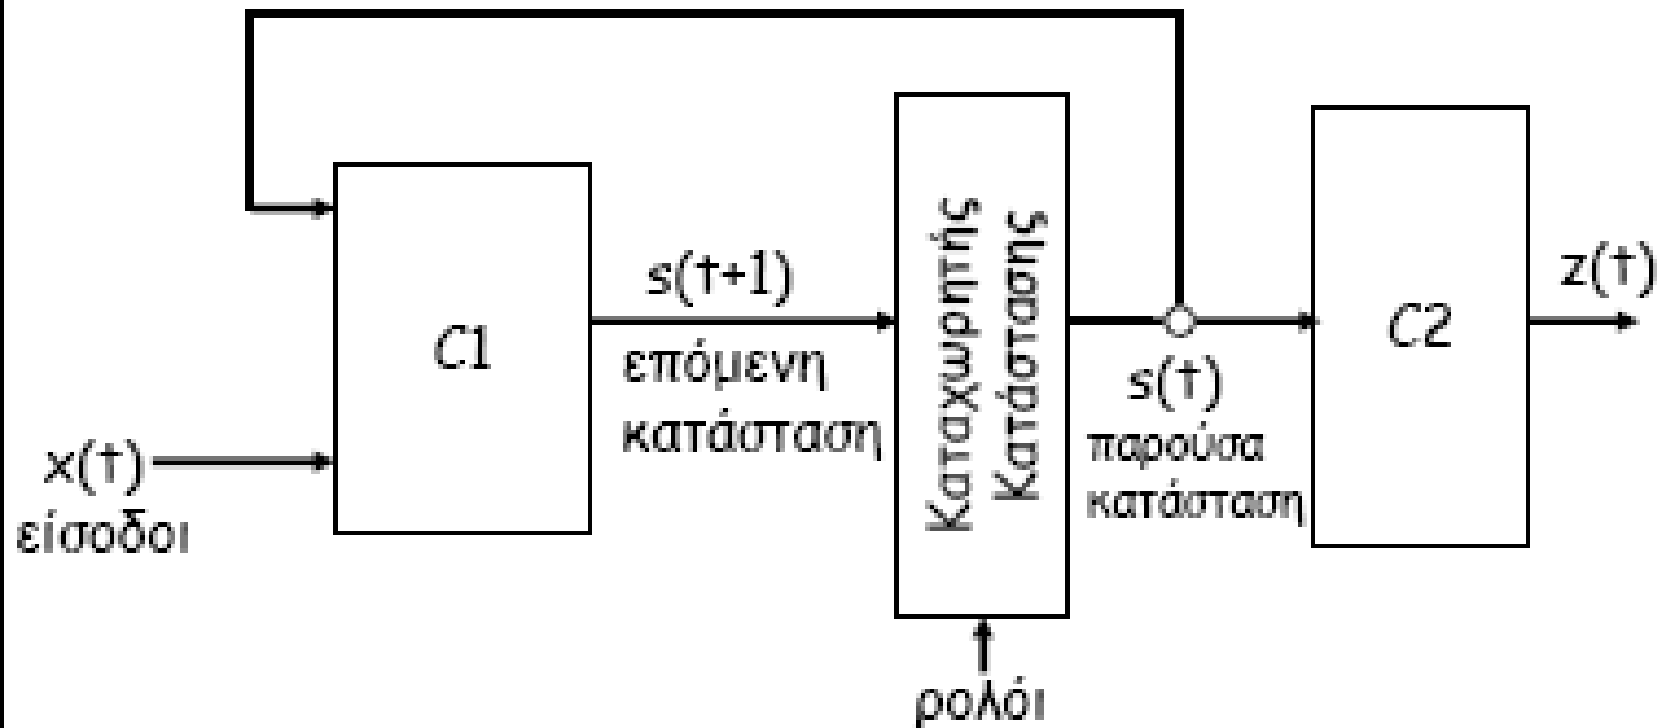 x(t)
είσοδοι
C1
s(t+1)
επόμενη
κατάσταση
Καταχωρητής
Κατάστασης
ρολόι
s(t)
παρούσα
κατάσταση
C2
z(t)